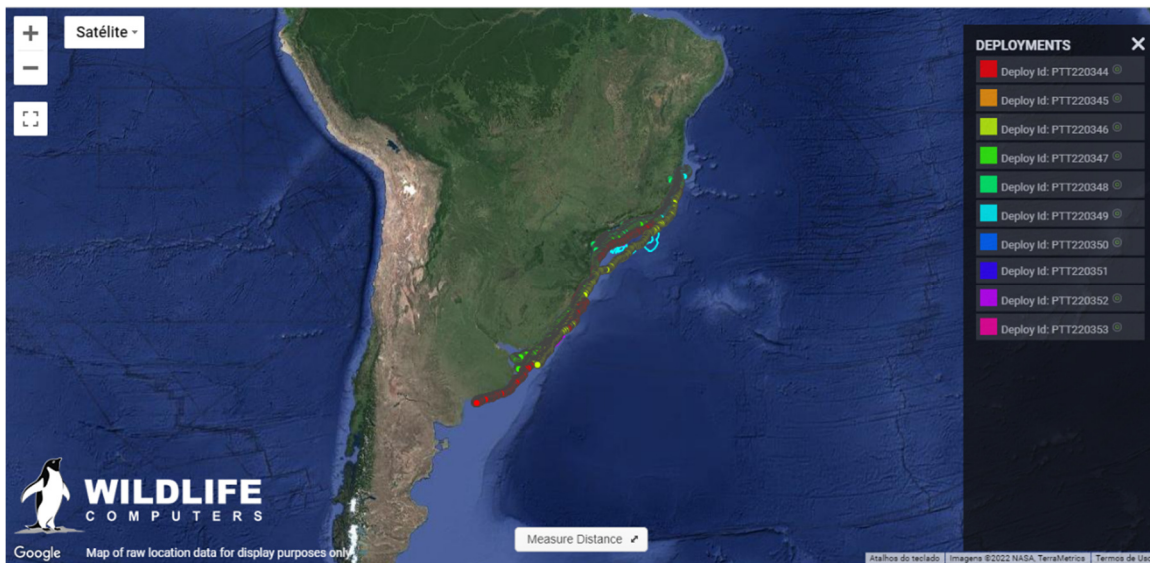 +
Satélite
−
DEPLOYMENTS
Deploy Id: PTT220344
Deploy Id: PTT220345
Deploy Id: PTT220346
Deploy Id: PTT220347
Deploy Id: PTT220348
Deploy Id: PTT220349
Deploy Id: PTT220350
Deploy Id: PTT220351
Deploy Id: PTT220352
Deploy Id: PTT220353
WILDLIFE
COMPUTERS
Measure Distance
Google
Map of raw location data for display purposes only
Atalhos do teclado
Imagens ©2022 NASA, TerraMetrics
Termos de Uso